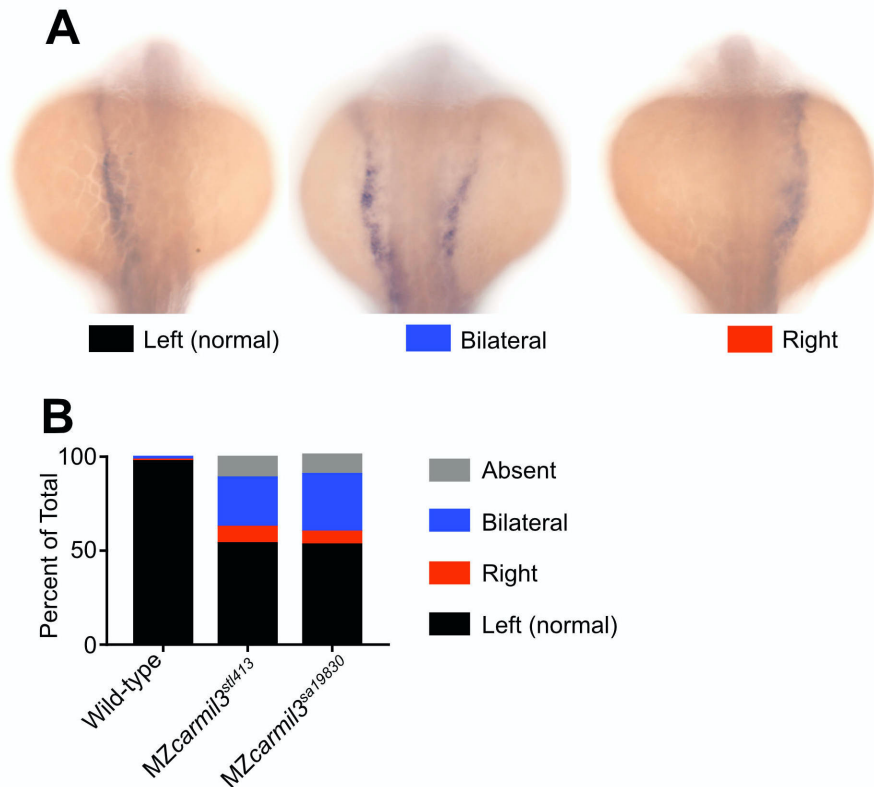 A
Left (normal)
Bilateral
Right
B
Percent of Total
100
50
0
Wild-type
MZcarmil3stl413
MZcarmil3sa19830
Absent
Bilateral
Right
Left (normal)